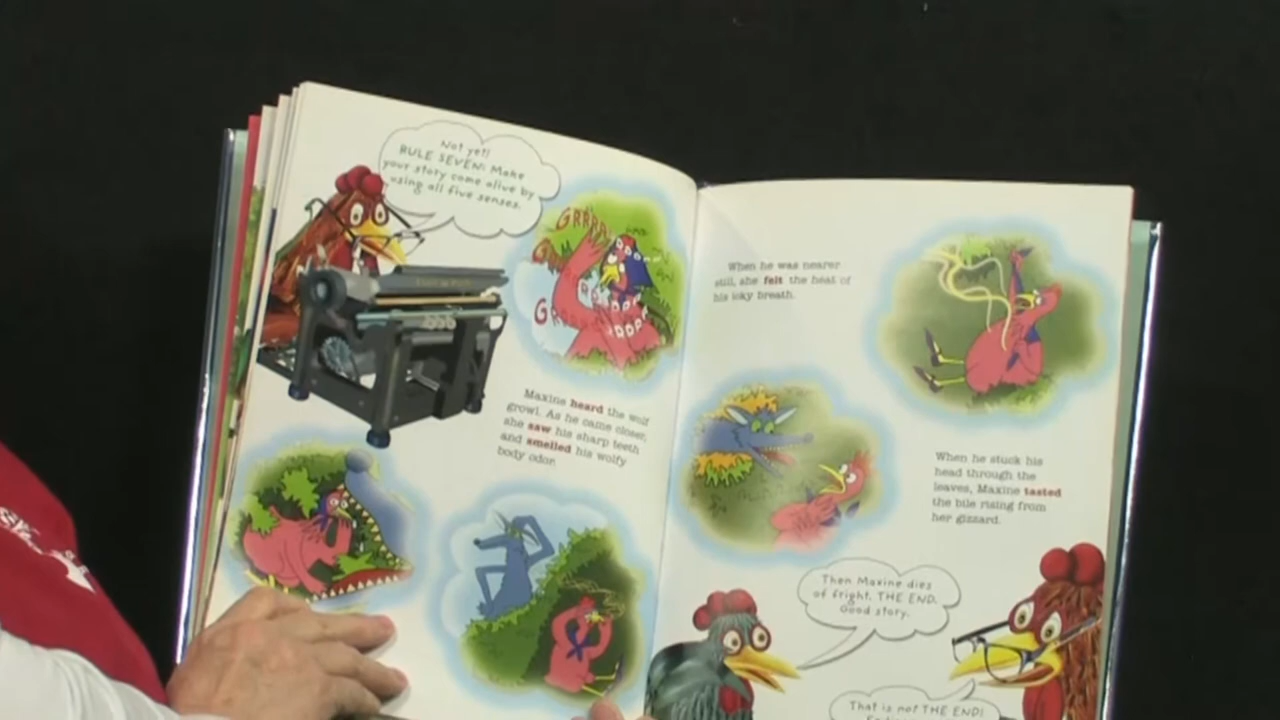 Not yet!
RULE SEVEN: Make
your story come alive by
using all five senses.
GRRRR
Maxine heard the wolf
growl. As he came closer,
she saw his sharp teeth
and smelled his wolfy
body odor.
When he was nearer
still, she felt the heat of
his icky breath.
When he stuck his
head through the
leaves, Maxine tasted
the bile rising from
her gizzard.
Then Maxine dies
of fright. THE END.
Good story.
That is not THE END!